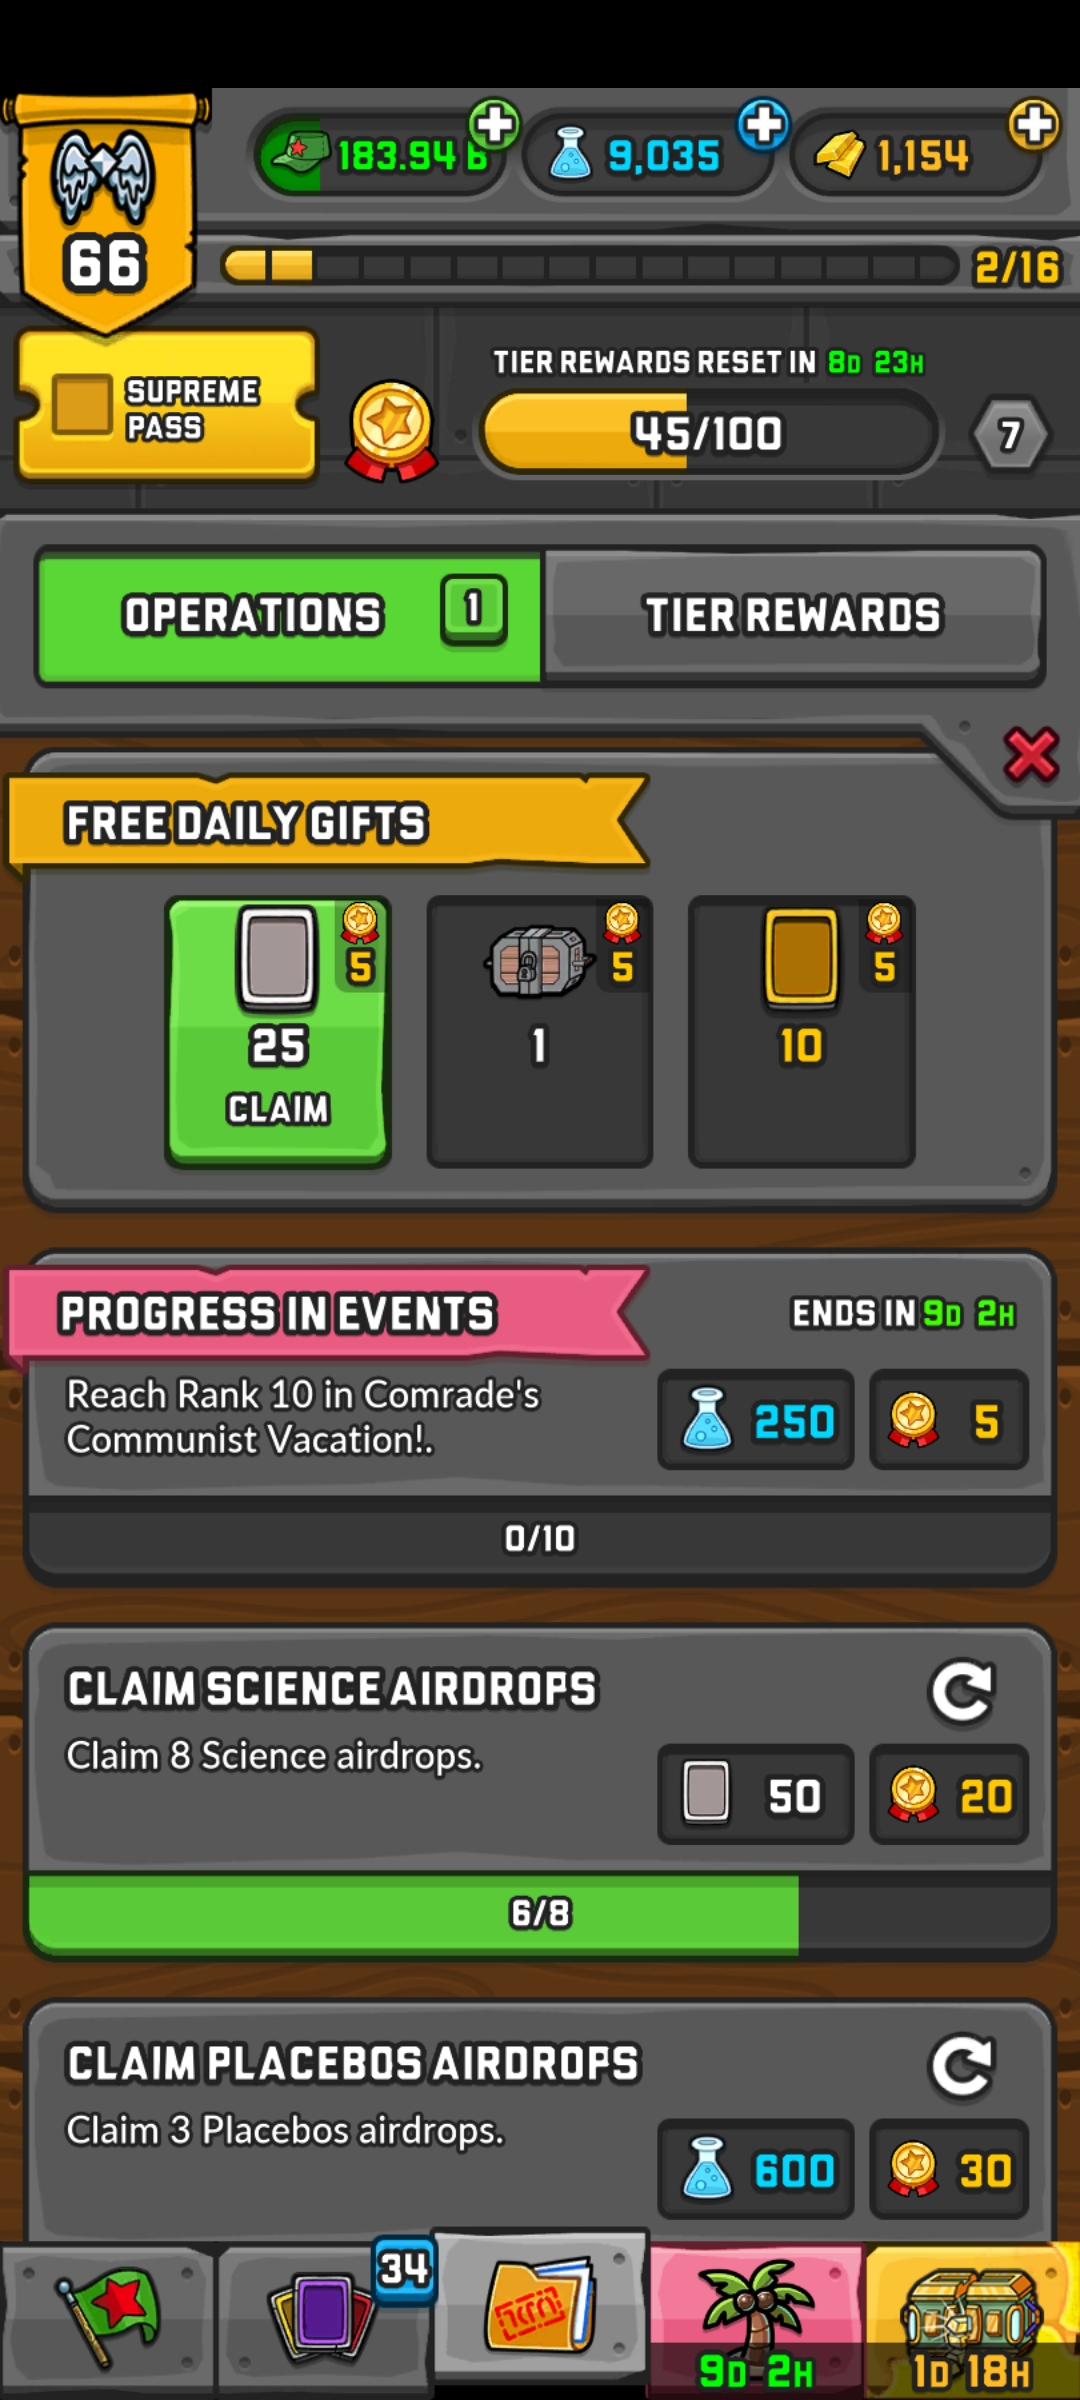 183.94 B
9,035
1,154
66
2/16
SUPREME
PASS
TIER REWARDS RESET IN 8D 23H
45/100
7
OPERATIONS 1
TIER REWARDS
FREE DAILY GIFTS
5
5
5
25
1
10
CLAIM
PROGRESS IN EVENTS
ENDS IN 9D 2H
Reach Rank 10 in Comrade's
Communist Vacation!.
250
5
0/10
CLAIM SCIENCE AIRDROPS
Claim 8 Science airdrops.
50
20
6/8
CLAIM PLACEBOS AIRDROPS
Claim 3 Placebos airdrops.
600
30
34
9D 2H
1D 18H